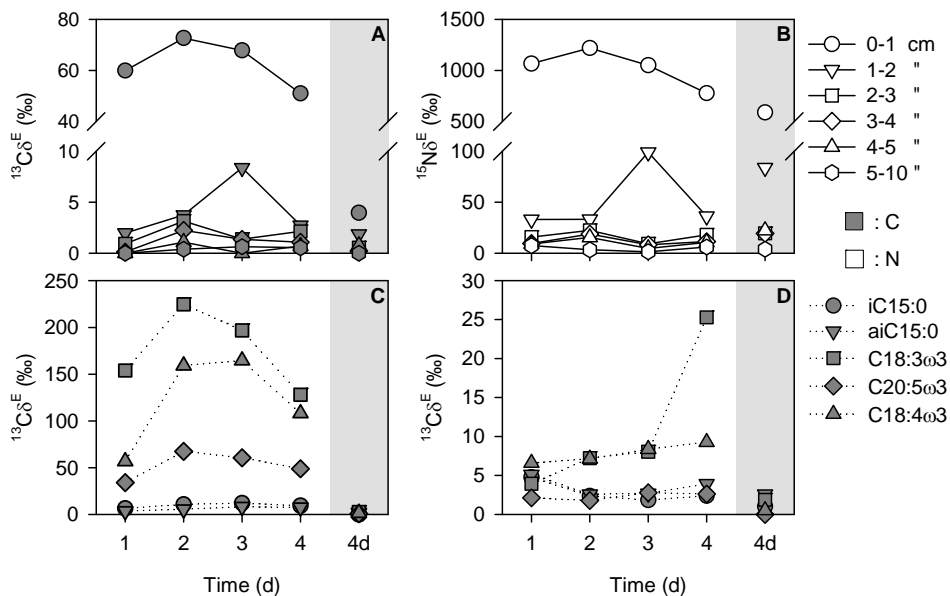 A
80
60
40
10
5
0
¹³Cδᴱ (‰)
B
1500
1000
500
100
50
0
¹⁵Nδᴱ (‰)
0-1 cm
1-2 "
2-3 "
3-4 "
4-5 "
5-10 "
: C
: N
C
250
200
150
100
50
0
¹³Cδᴱ (‰)
1 2 3 4 4d
Time (d)
D
30
25
20
15
10
5
0
¹³Cδᴱ (‰)
1 2 3 4 4d
Time (d)
iC15:0
aiC15:0
C18:3ω3
C20:5ω3
C18:4ω3